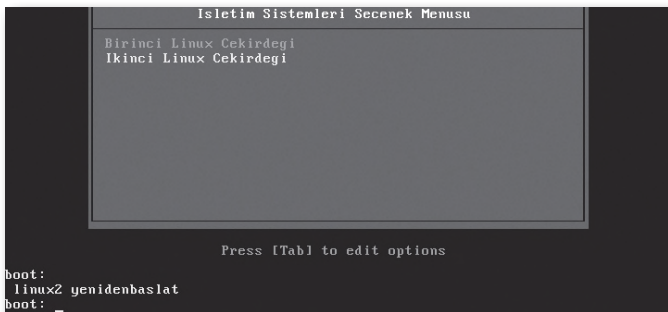 Isletim Sistemleri Secenek Menusu
Birinci Linux Cekirdegi
Ikinci Linux Cekirdegi
Press [Tab] to edit options
boot:
linux2 yenidenbaslat
boot: _